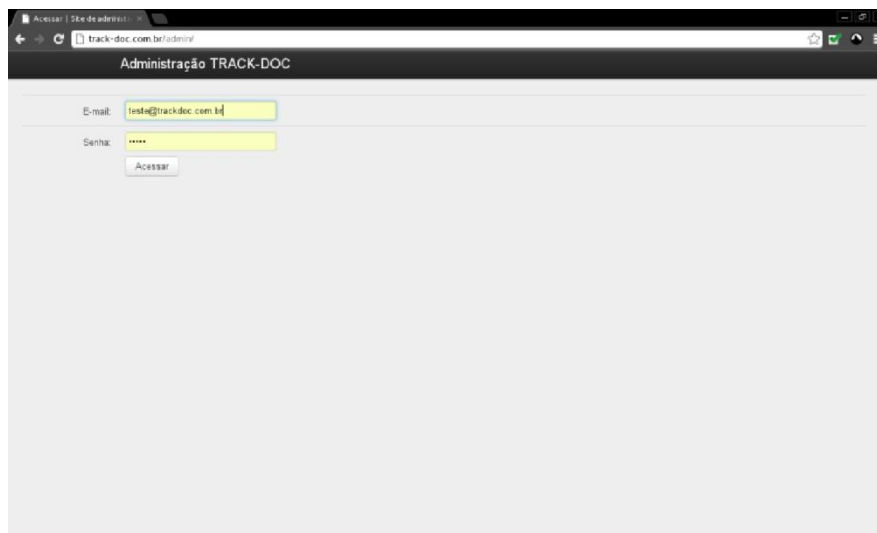 Acessar | Site de administ
track-doc.com.br/admin/
Administração TRACK-DOC
E-mail: teste@trackdoc.com.br
Senha: •••••
Acessar